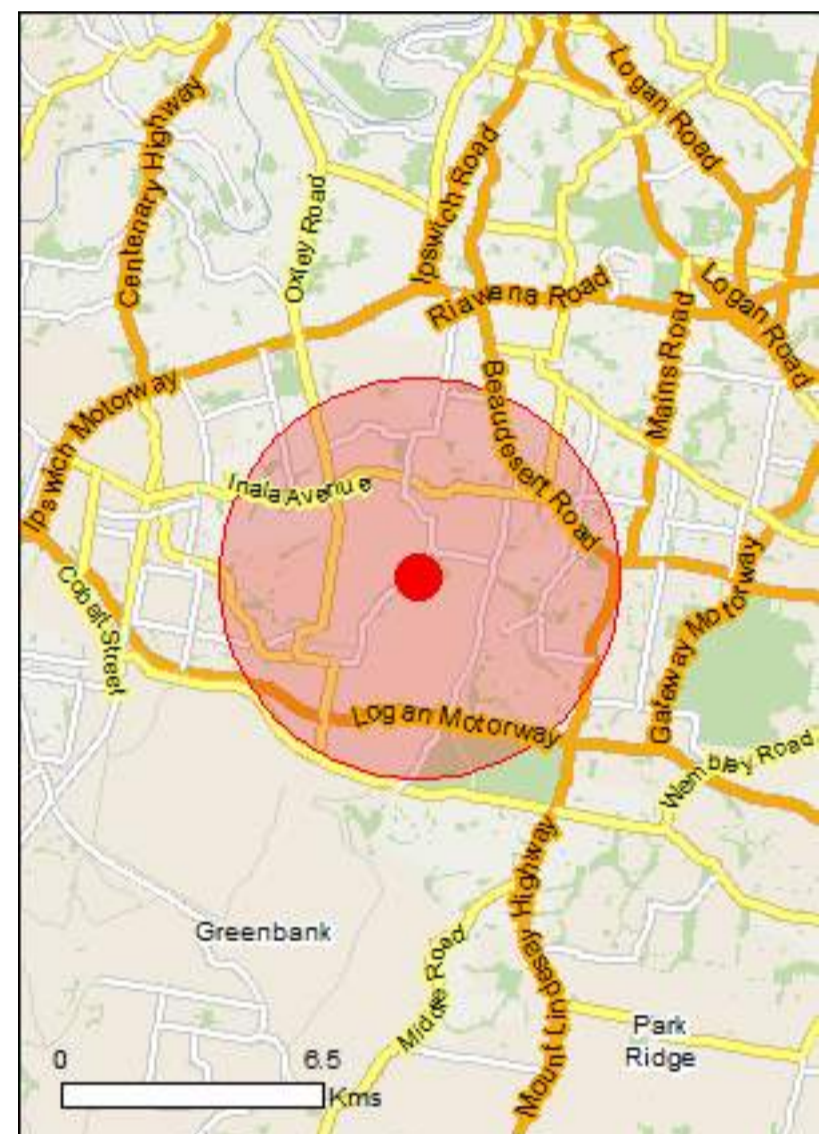 Logan Road
Centenary Highway
Ipswich Road
Oxley Road
Riawena Road
Logan Road
Mains Road
Ipswich Motorway
Beaudesert Road
Inala Avenue
Cobalt Street
Gateway Motorway
Logan Motorway
Wembley Road
Mount Lindesay Highway
Greenbank
Middle Road
Park
Ridge
0 6.5
Kms